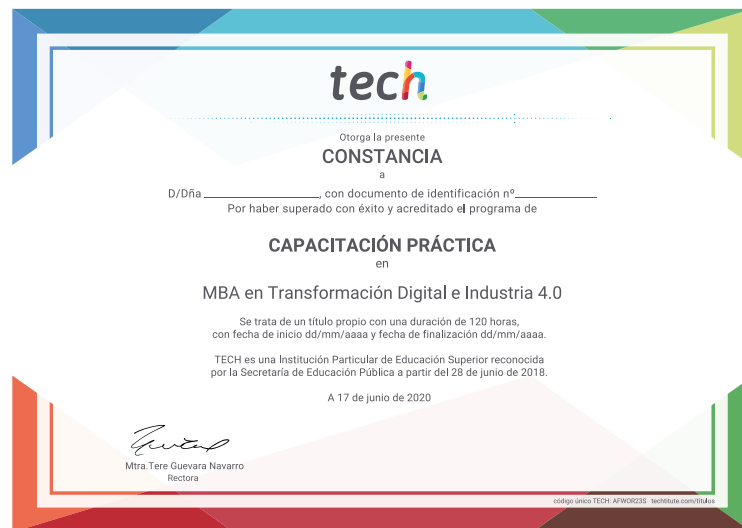 tech
Otorga la presente
CONSTANCIA
a
D/Dña ____________________, con documento de identificación nº______________
Por haber superado con éxito y acreditado el programa de
CAPACITACIÓN PRÁCTICA
en
MBA en Transformación Digital e Industria 4.0
Se trata de un título propio con una duración de 120 horas,
con fecha de inicio dd/mm/aaaa y fecha de finalización dd/mm/aaaa.
TECH es una Institución Particular de Educación Superior reconocida
por la Secretaría de Educación Pública a partir del 28 de junio de 2018.
A 17 de junio de 2020
Mtra.Tere Guevara Navarro
Rectora
código único TECH: AFWOR23S techtitute.com/titulos